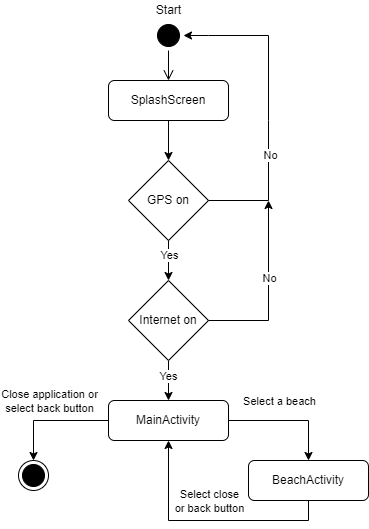 Start
SplashScreen
No
GPS on
Yes
No
Internet on
Yes
Close application or
select back button
Select a beach
MainActivity
BeachActivity
Select close
or back button